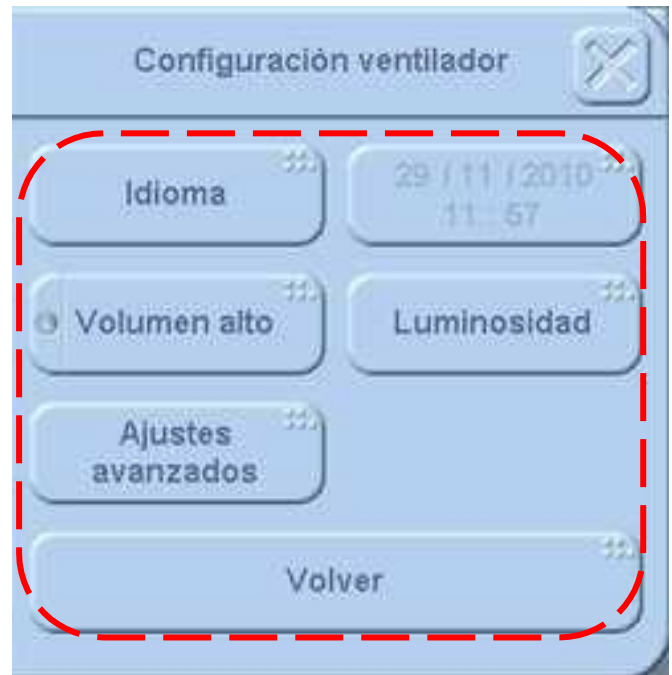 Configuración ventilador
Idioma
29 / 11 / 2010
11 : 57
Volumen alto
Luminosidad
Ajustes
avanzados
Volver